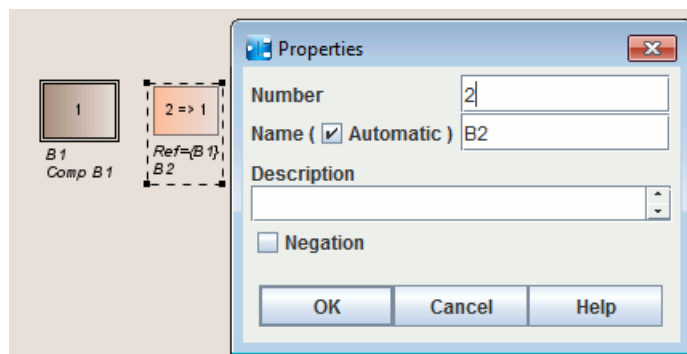 1
B1
Comp B1
2 => 1
Ref={B1}
B2
Properties
Number 2
Name ( Automatic ) B2
Description
Negation
OK Cancel Help